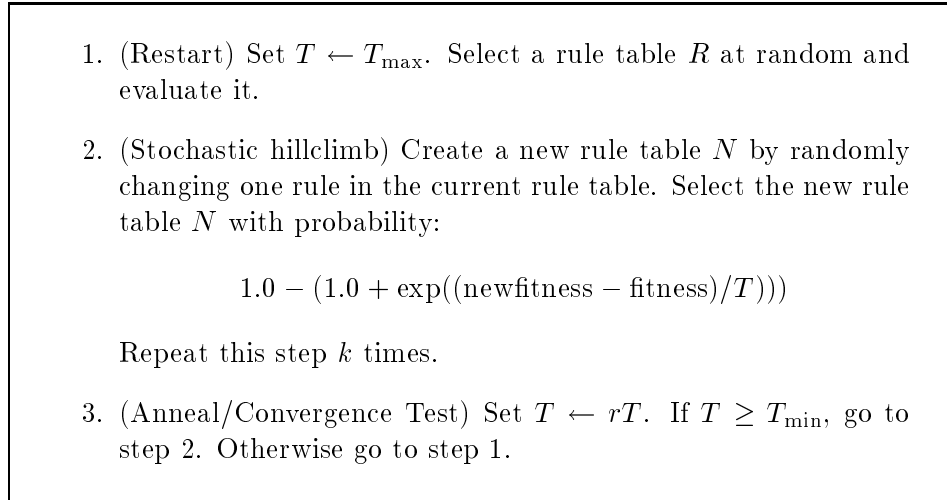 1. (Restart) Set T ← T_max. Select a rule table R at random and
evaluate it.
2. (Stochastic hillclimb) Create a new rule table N by randomly
changing one rule in the current rule table. Select the new rule
table N with probability:
1.0 − (1.0 + exp((newfitness − fitness)/T)))
Repeat this step k times.
3. (Anneal/Convergence Test) Set T ← rT. If T ≥ T_min, go to
step 2. Otherwise go to step 1.